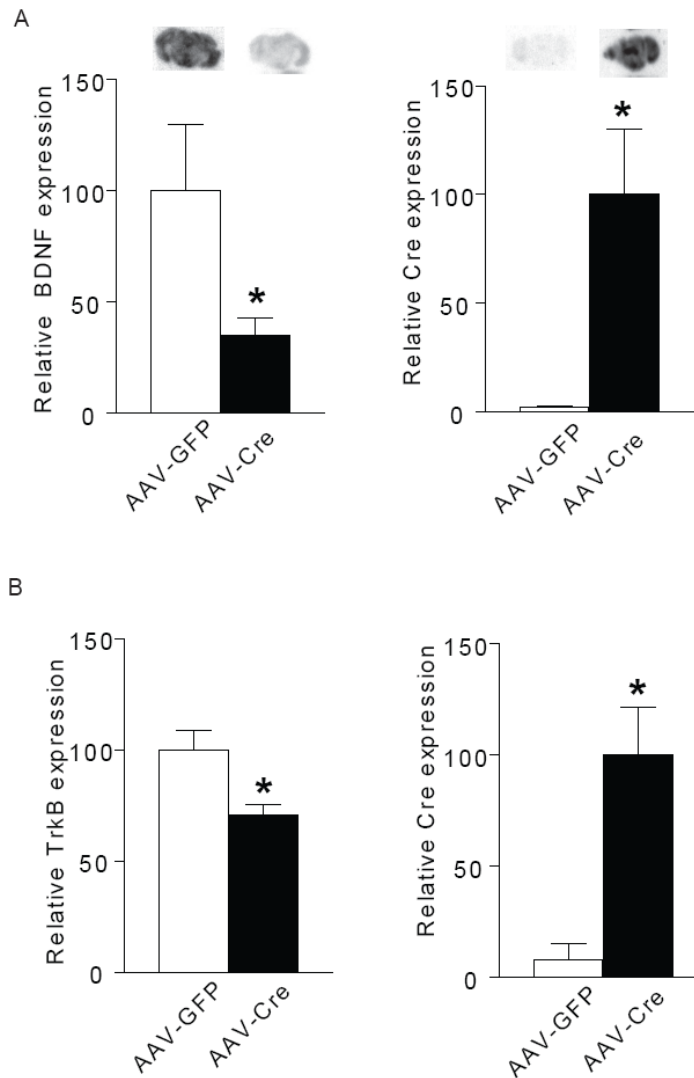 A
Relative BDNF expression
150
100
50
0
*
AAV-GFP
AAV-Cre
Relative Cre expression
150
100
50
0
*
AAV-GFP
AAV-Cre
B
Relative TrkB expression
150
100
50
0
*
AAV-GFP
AAV-Cre
Relative Cre expression
150
100
50
0
*
AAV-GFP
AAV-Cre